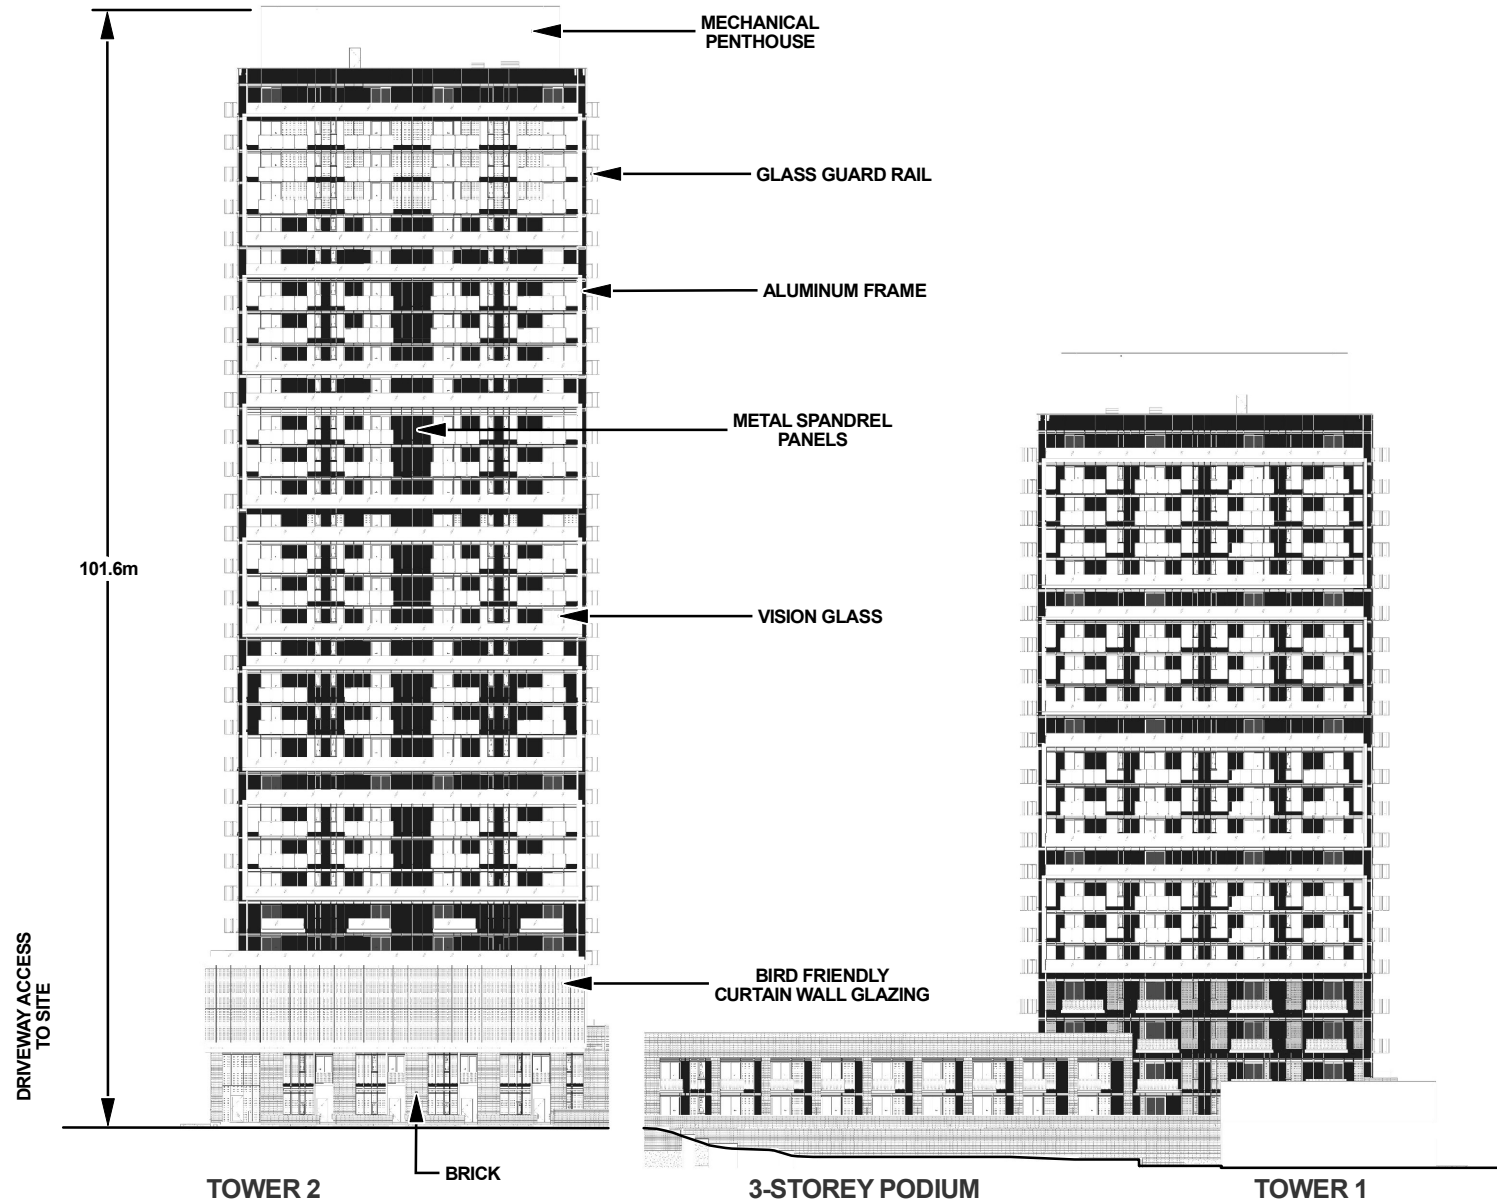 MECHANICAL
PENTHOUSE
GLASS GUARD RAIL
ALUMINUM FRAME
METAL SPANDREL
PANELS
101.6m
VISION GLASS
BIRD FRIENDLY
CURTAIN WALL GLAZING
DRIVEWAY ACCESS
TO SITE
BRICK
TOWER 2
3-STOREY PODIUM
TOWER 1